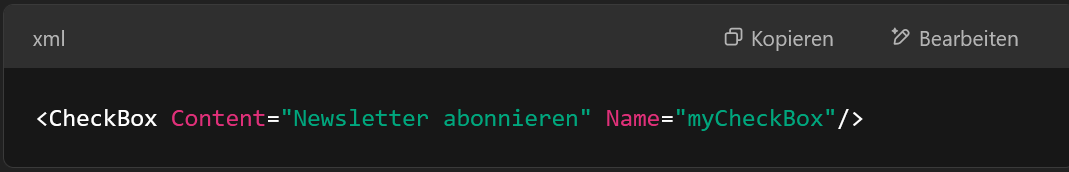 xml
Kopieren
Bearbeiten
<CheckBox Content="Newsletter abonnieren" Name="myCheckBox"/>